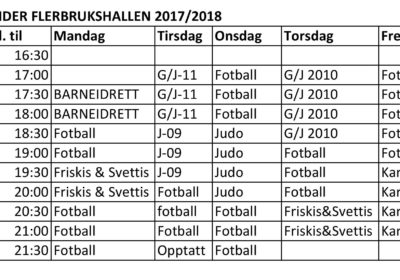 NDER FLERBRUKSHALLEN 2017/2018
l. til Mandag Tirsdag Onsdag Torsdag Fre
16:30
17:00 G/J-11 Fotball G/J 2010 Fot
17:30 BARNEIDRETT G/J-11 Fotball G/J 2010 Fot
18:00 BARNEIDRETT G/J-11 Fotball G/J 2010 Fot
18:30 Fotball J-09 Judo G/J 2010 Fot
19:00 Fotball J-09 Judo Fotball Fot
19:30 Friskis & Svettis J-09 Judo Fotball Kar
20:00 Friskis & Svettis Fotball Judo Fotball Kar
20:30 Fotball fotball Fotball Friskis&Svettis Kar
21:00 Fotball Fotball Fotball Friskis&Svettis Kar
21:30 Fotball Opptatt Fotball